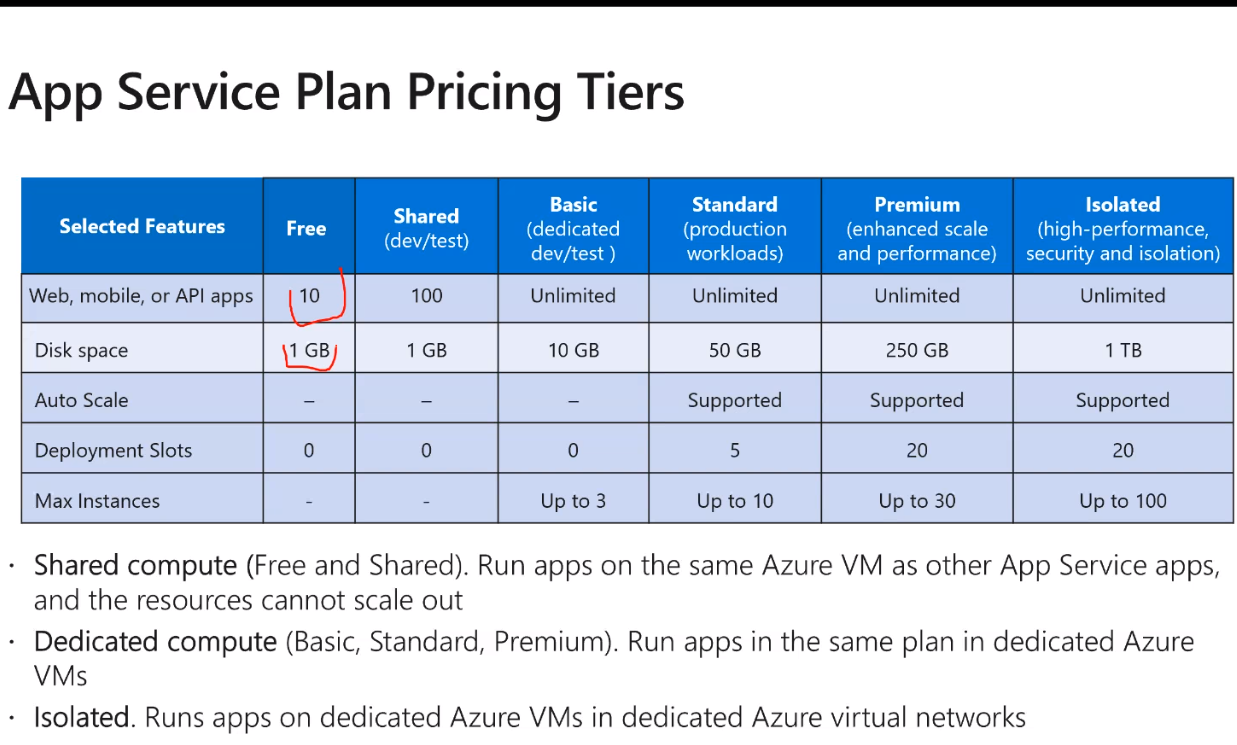 App Service Plan Pricing Tiers
Selected Features Free Shared (dev/test) Basic (dedicated dev/test ) Standard (production workloads) Premium (enhanced scale and performance) Isolated (high-performance, security and isolation)
Web, mobile, or API apps 10 100 Unlimited Unlimited Unlimited Unlimited
Disk space 1 GB 1 GB 10 GB 50 GB 250 GB 1 TB
Auto Scale – – – Supported Supported Supported
Deployment Slots 0 0 0 5 20 20
Max Instances - - Up to 3 Up to 10 Up to 30 Up to 100
· Shared compute (Free and Shared). Run apps on the same Azure VM as other App Service apps,
and the resources cannot scale out
· Dedicated compute (Basic, Standard, Premium). Run apps in the same plan in dedicated Azure
VMs
· Isolated. Runs apps on dedicated Azure VMs in dedicated Azure virtual networks